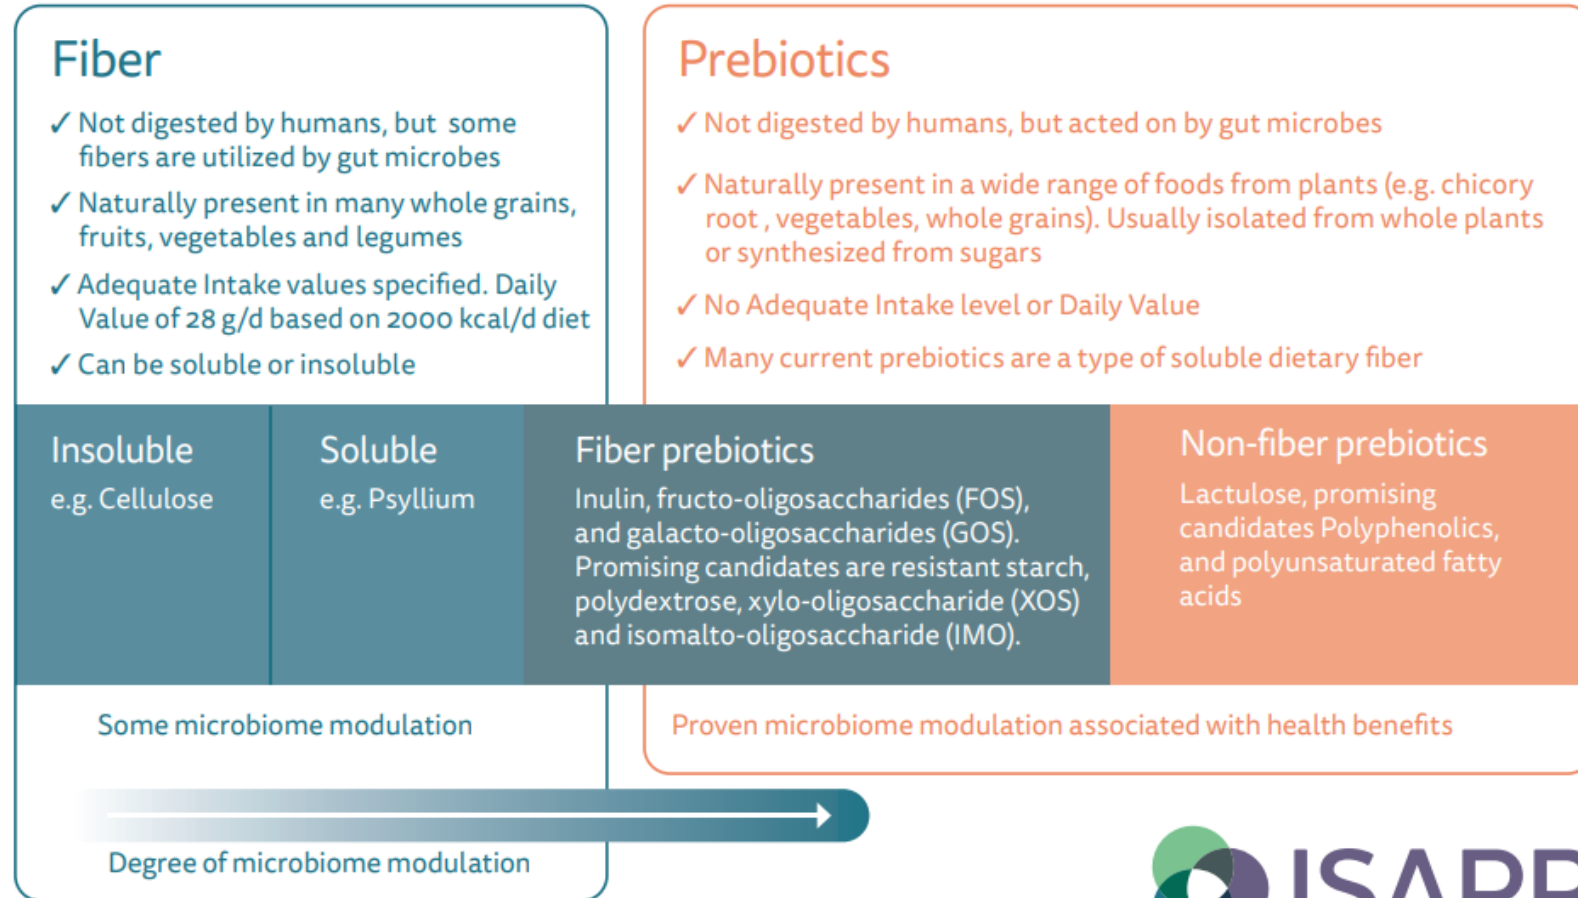 Fiber
✓ Not digested by humans, but some
fibers are utilized by gut microbes
✓ Naturally present in many whole grains,
fruits, vegetables and legumes
✓ Adequate Intake values specified. Daily
Value of 28 g/d based on 2000 kcal/d diet
✓ Can be soluble or insoluble
Prebiotics
✓ Not digested by humans, but acted on by gut microbes
✓ Naturally present in a wide range of foods from plants (e.g. chicory
root , vegetables, whole grains). Usually isolated from whole plants
or synthesized from sugars
✓ No Adequate Intake level or Daily Value
✓ Many current prebiotics are a type of soluble dietary fiber
Insoluble
e.g. Cellulose
Soluble
e.g. Psyllium
Fiber prebiotics
Inulin, fructo-oligosaccharides (FOS),
and galacto-oligosaccharides (GOS).
Promising candidates are resistant starch,
polydextrose, xylo-oligosaccharide (XOS)
and isomalto-oligosaccharide (IMO).
Non-fiber prebiotics
Lactulose, promising
candidates Polyphenolics,
and polyunsaturated fatty
acids
Some microbiome modulation
Proven microbiome modulation associated with health benefits
Degree of microbiome modulation
ISAPP